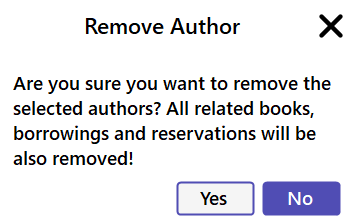 Remove Author
Are you sure you want to remove the
selected authors? All related books,
borrowings and reservations will be
also removed!
Yes
No